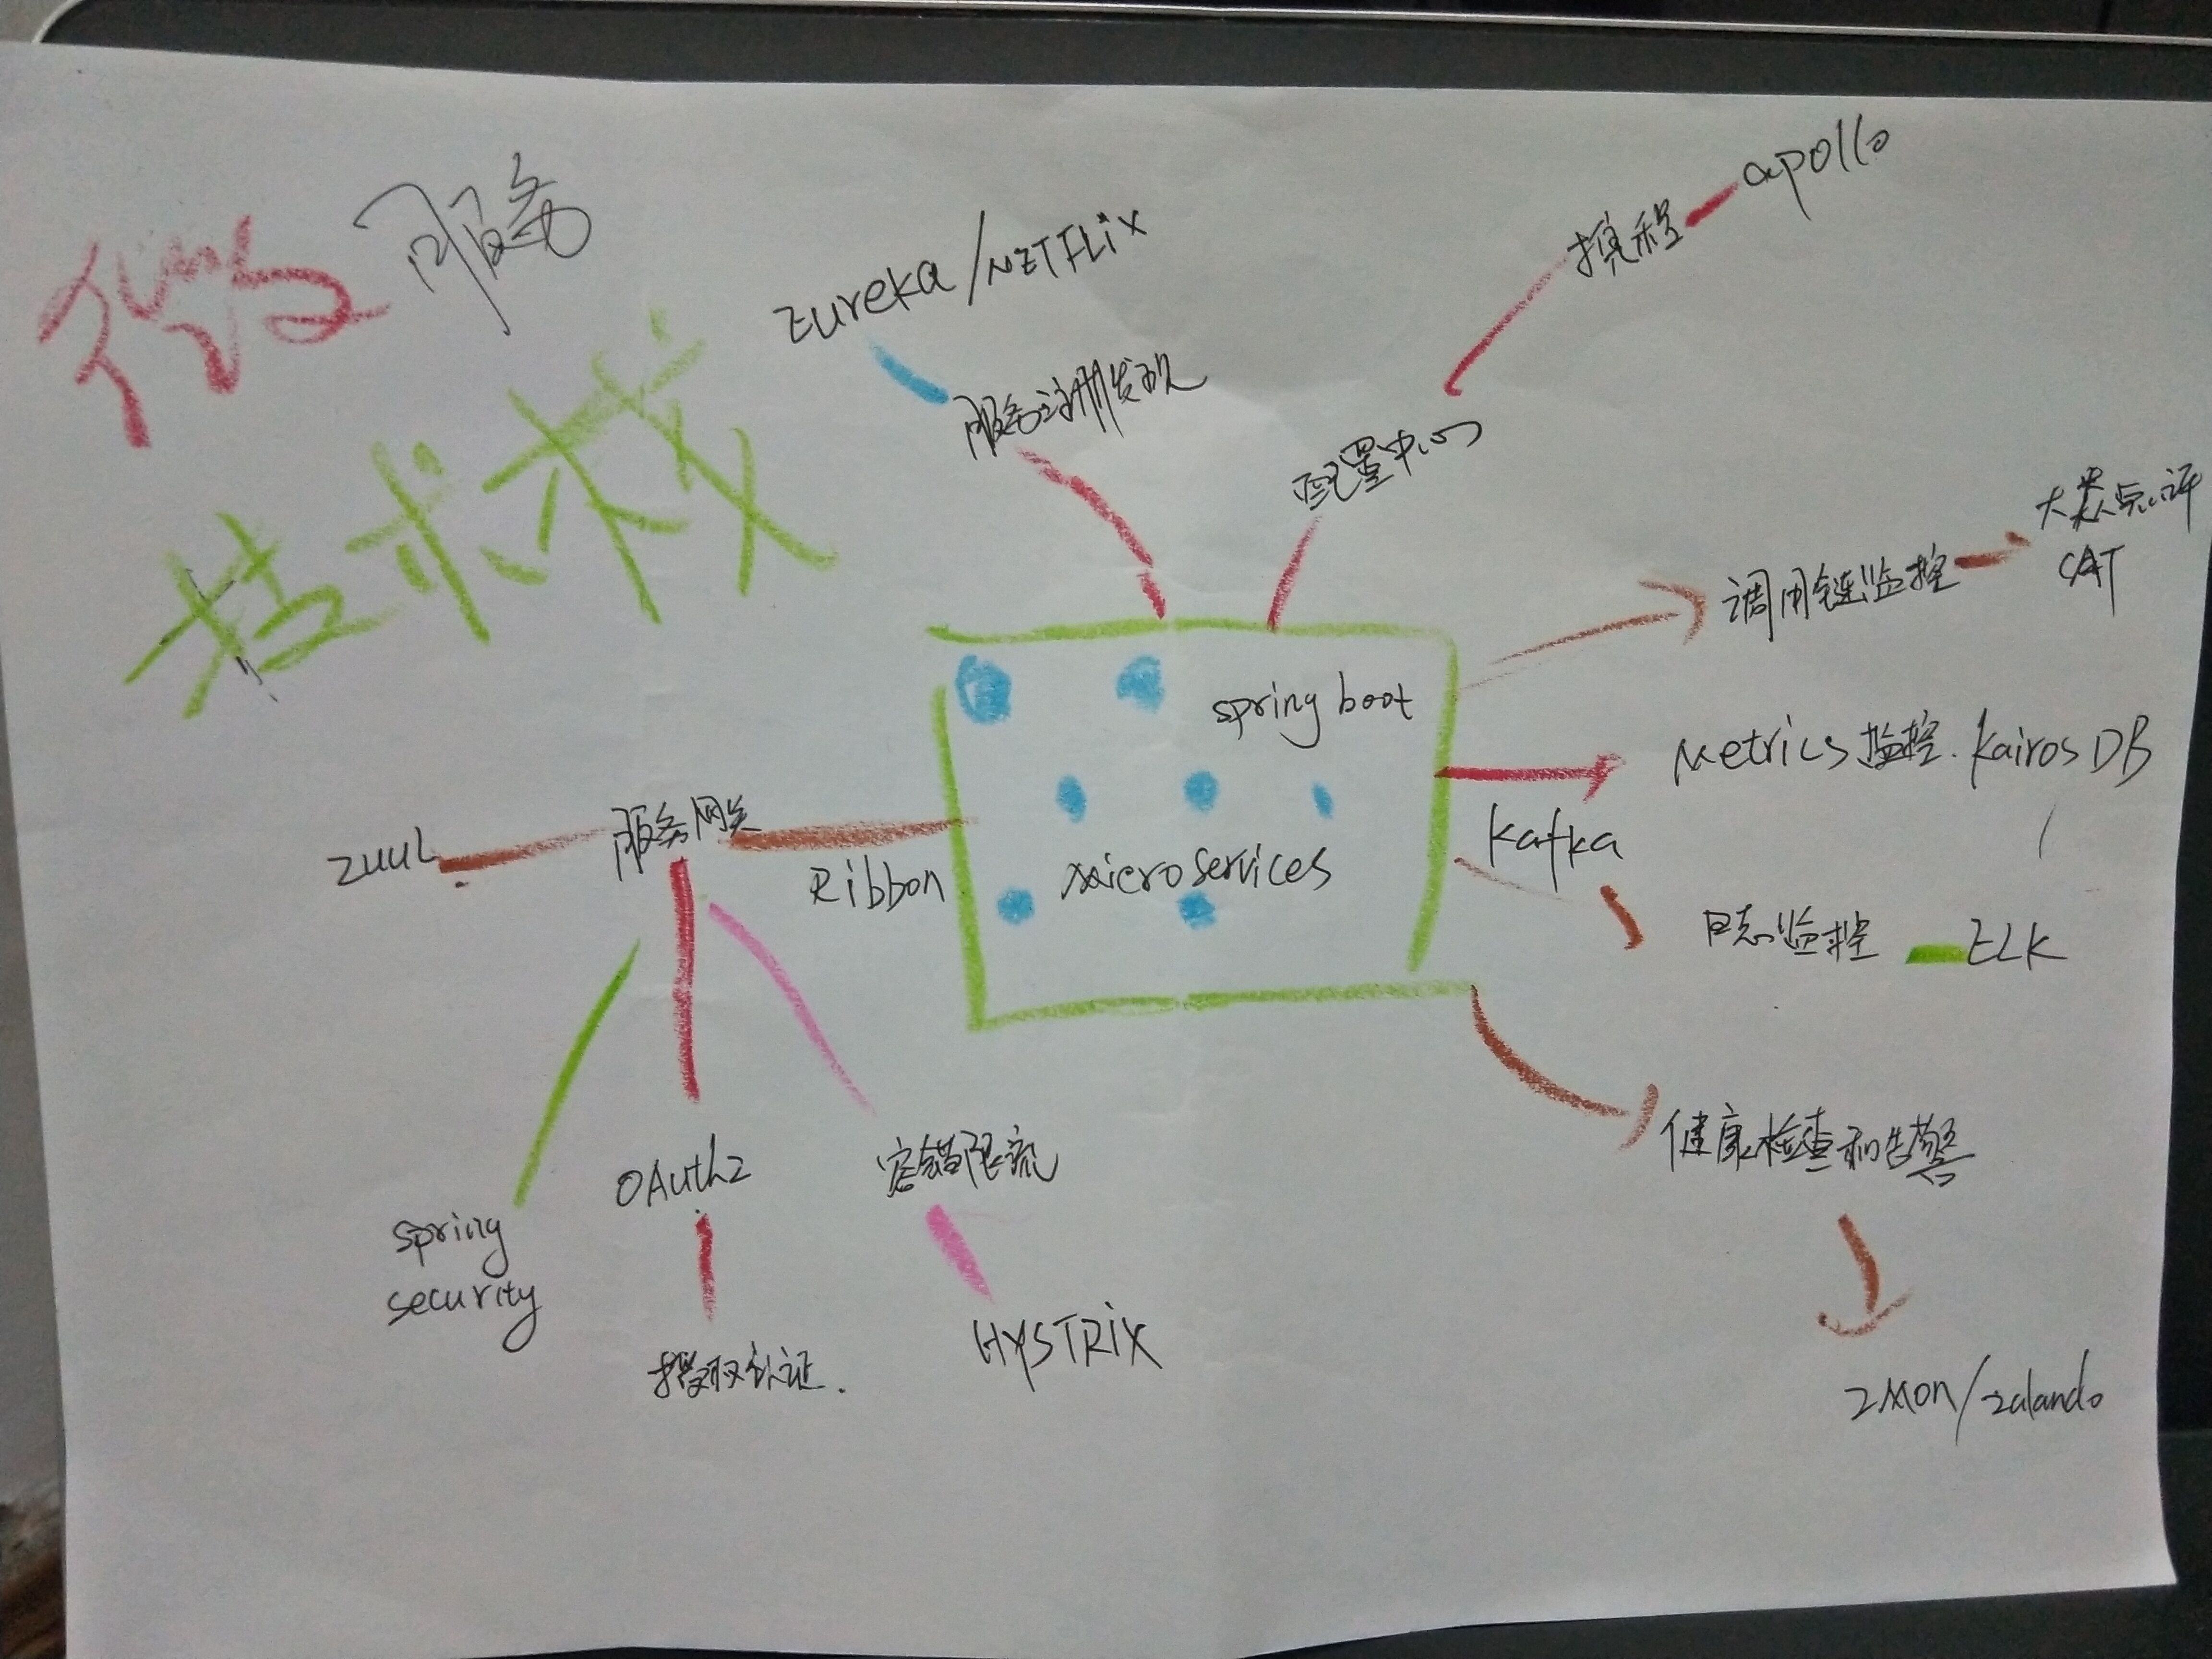 微服务
技术栈
Eureka/NETFLix
服务注册发现
携程
apollo
配置中心
大众点评
CAT
调用链监控
spring boot
microservices
Metrics 监控. KairosDB
Kafka
日志监控
ELK
服务网关
zuul
Ribbon
spring
security
OAuth2
授权认证.
容错限流
HYSTRiX
健康检查和告警
ZMon/zalando